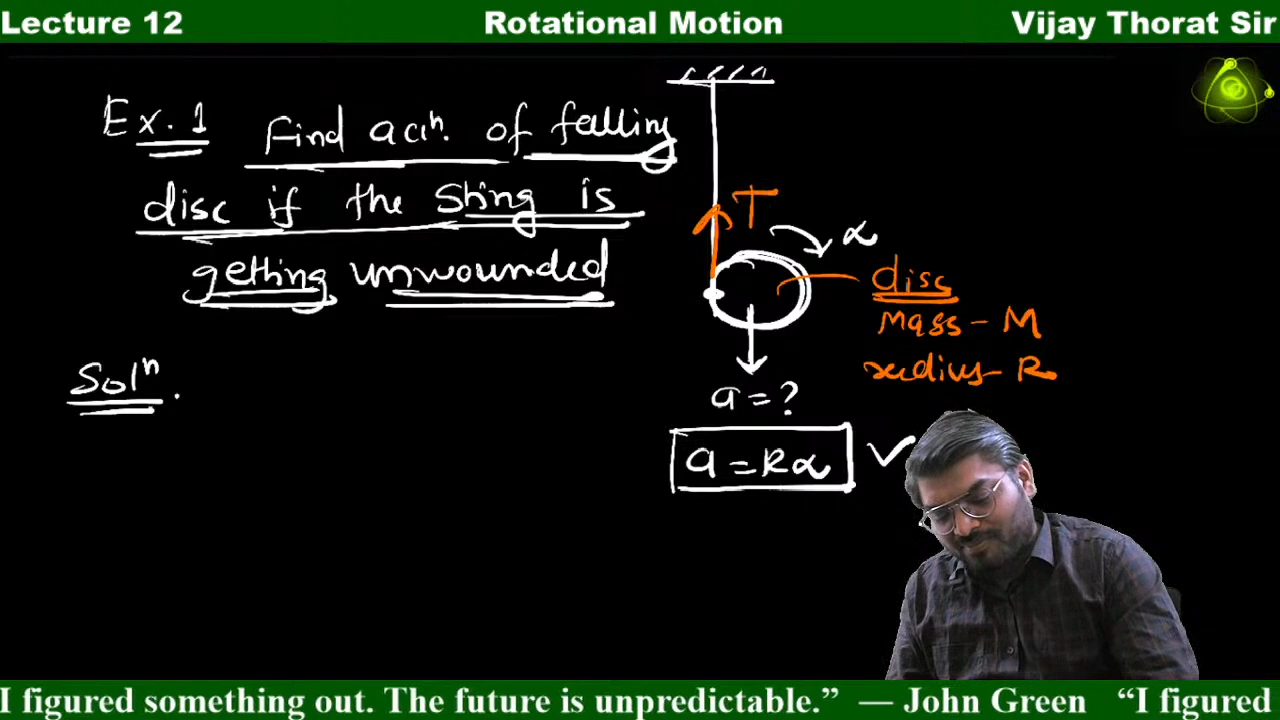 Lecture 12
Rotational Motion
Vijay Thorat Sir
Ex. 1 Find accn. of falling
disc if the String is
getting unwounded
Soln.
T
α
disc
mass - M
radius - R
a = ?
a = Rα
I figured something out. The future is unpredictable.” — John Green “I figured